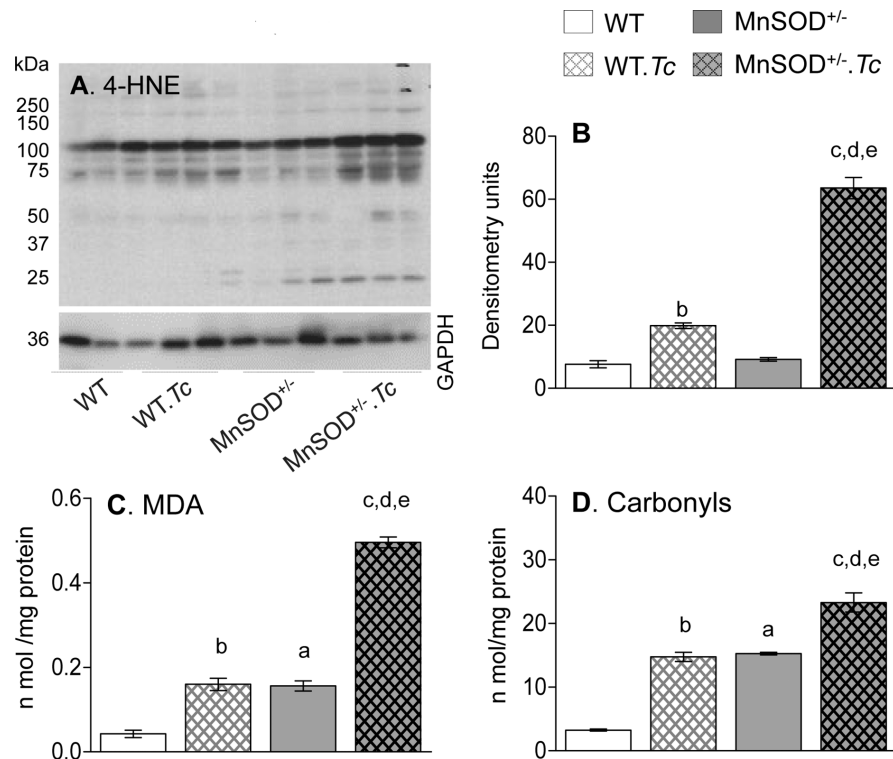 WT
MnSOD+/-
WT.Tc
MnSOD+/-.Tc
kDa
A. 4-HNE
250
150
100
75
50
37
25
36
GAPDH
WT
WT.Tc
MnSOD+/-
MnSOD+/-.Tc
B
Densitometry units
80
60
40
20
0
b
c,d,e
C. MDA
n mol /mg protein
0.6
0.4
0.2
0.0
b
a
c,d,e
D. Carbonyls
n mol/mg protein
40
30
20
10
0
b
a
c,d,e